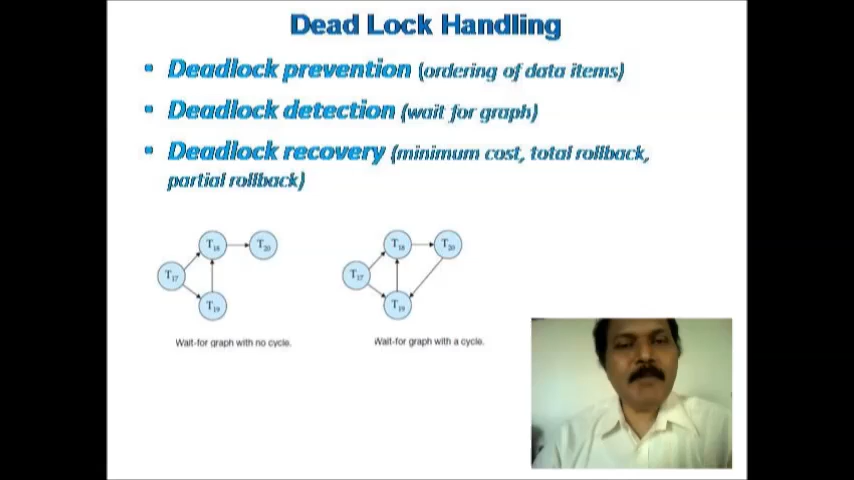 Dead Lock Handling
• Deadlock prevention (ordering of data items)
• Deadlock detection (wait for graph)
• Deadlock recovery (minimum cost, total rollback,
partial rollback)
T18 T20
T17
T19
T18 T20
T17
T19
Wait-for graph with no cycle.
Wait-for graph with a cycle.